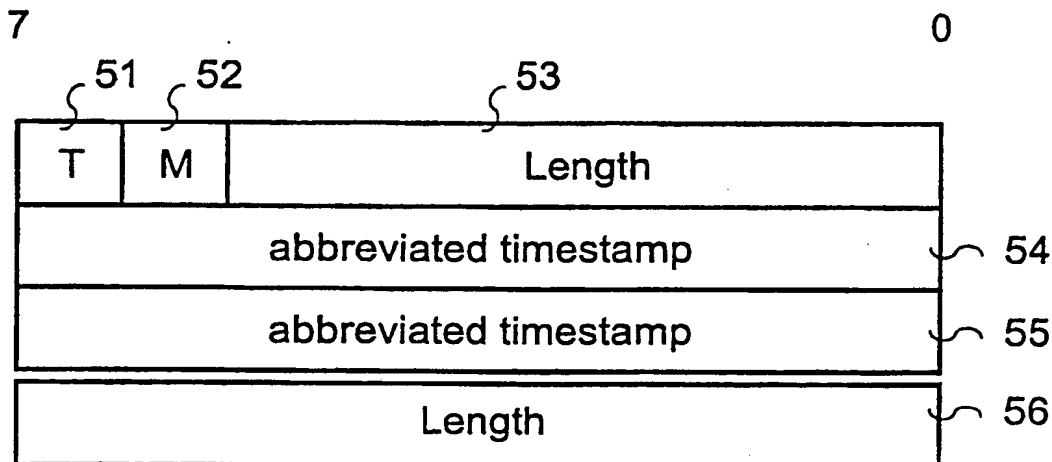 7 0
51 52 53
T M Length
abbreviated timestamp 54
abbreviated timestamp 55
Length 56